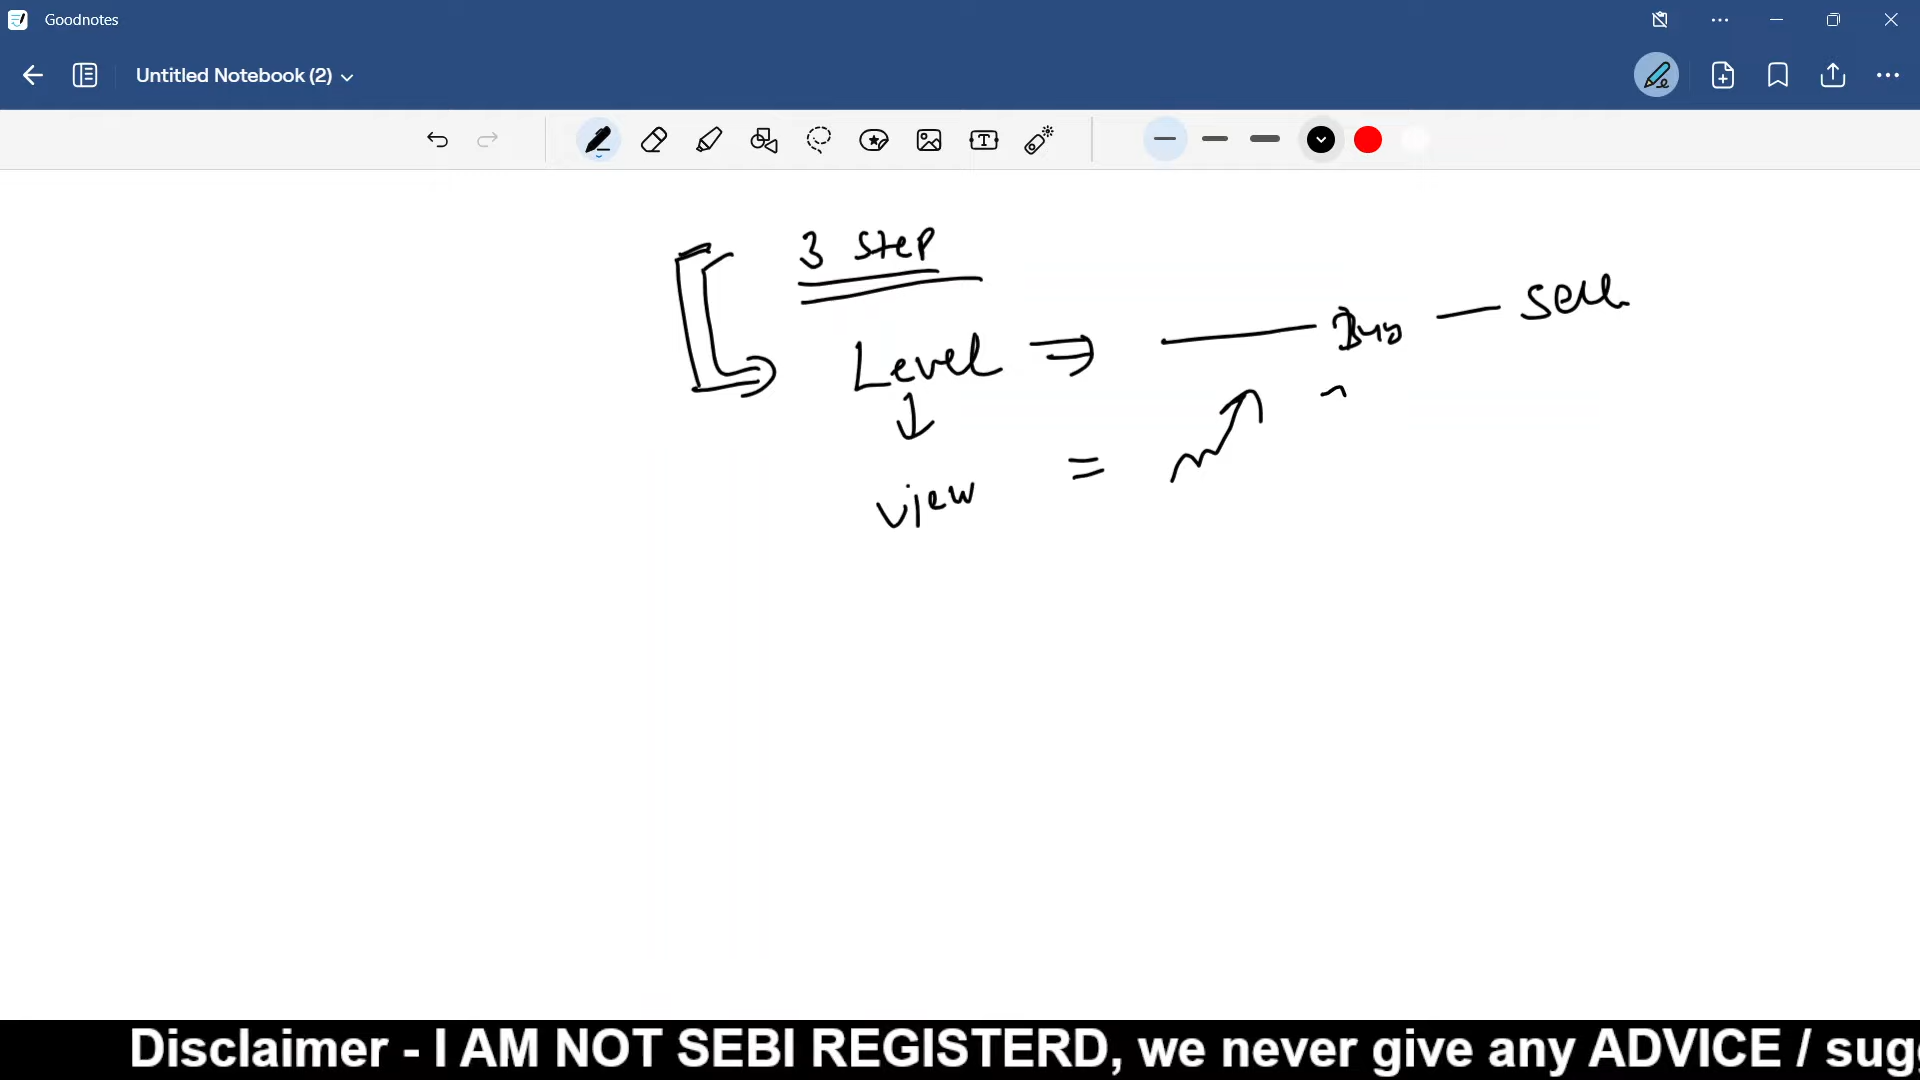 Goodnotes
Untitled Notebook (2)
3 step
Level ⇒ — Buy — sell
↓
view =
Disclaimer - I AM NOT SEBI REGISTERD, we never give any ADVICE / sugg